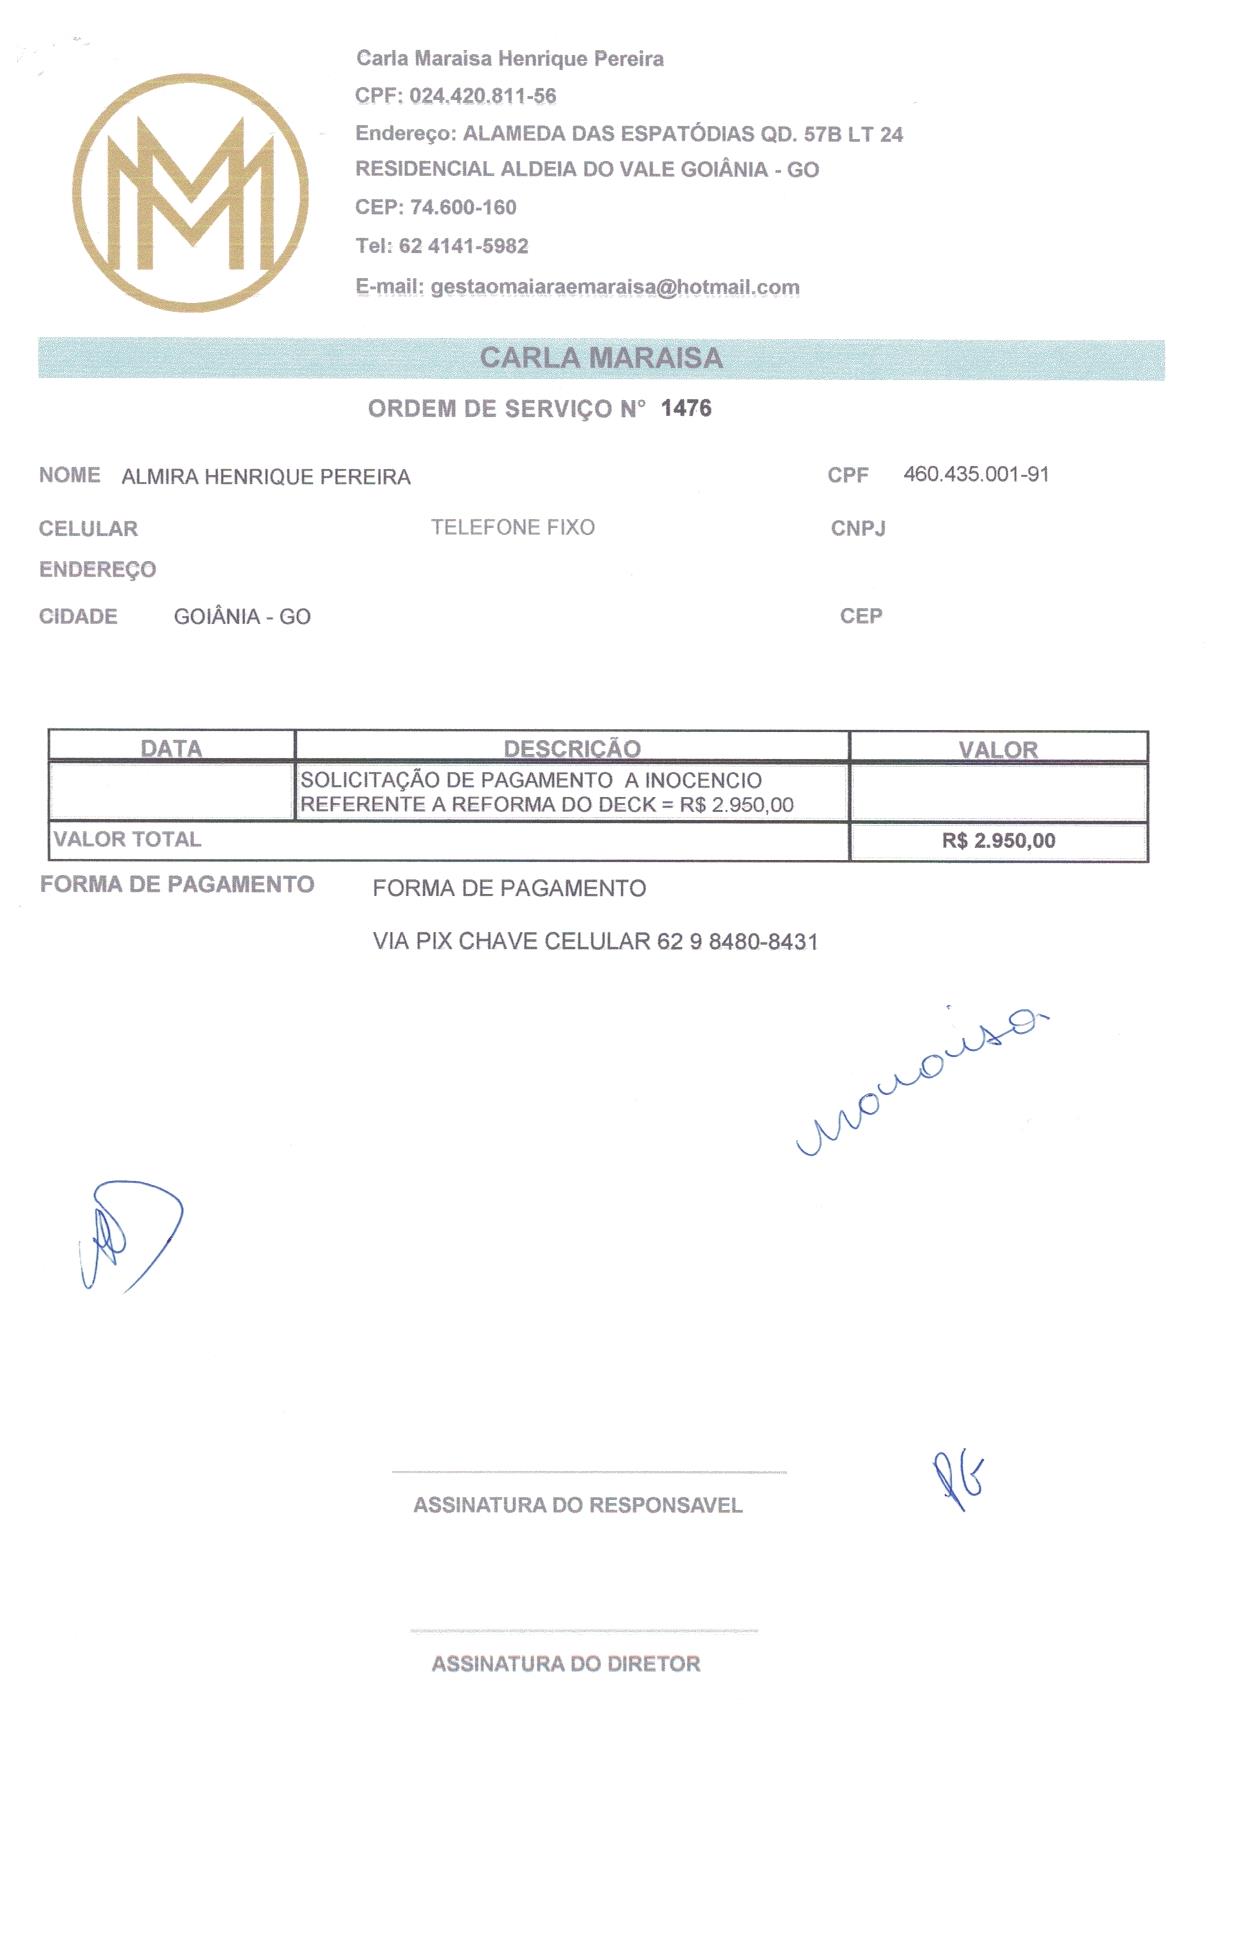 Carla Maraisa Henrique Pereira
CPF: 024.420.811-56
Endereço: ALAMEDA DAS ESPATÓDIAS QD. 57B LT 24
RESIDENCIAL ALDEIA DO VALE GOIÂNIA - GO
CEP: 74.600-160
Tel: 62 4141-5982
E-mail: gestaomaiaraemaraisa@hotmail.com
CARLA MARAISA
ORDEM DE SERVIÇO N° 1476
NOME ALMIRA HENRIQUE PEREIRA CPF 460.435.001-91
CELULAR TELEFONE FIXO CNPJ
ENDEREÇO
CIDADE GOIÂNIA - GO CEP
DATA DESCRIÇÃO VALOR
SOLICITAÇÃO DE PAGAMENTO A INOCENCIO
REFERENTE A REFORMA DO DECK = R$ 2.950,00
VALOR TOTAL R$ 2.950,00
FORMA DE PAGAMENTO FORMA DE PAGAMENTO
VIA PIX CHAVE CELULAR 62 9 8480-8431
Maraisa
PG
ASSINATURA DO RESPONSAVEL
ASSINATURA DO DIRETOR